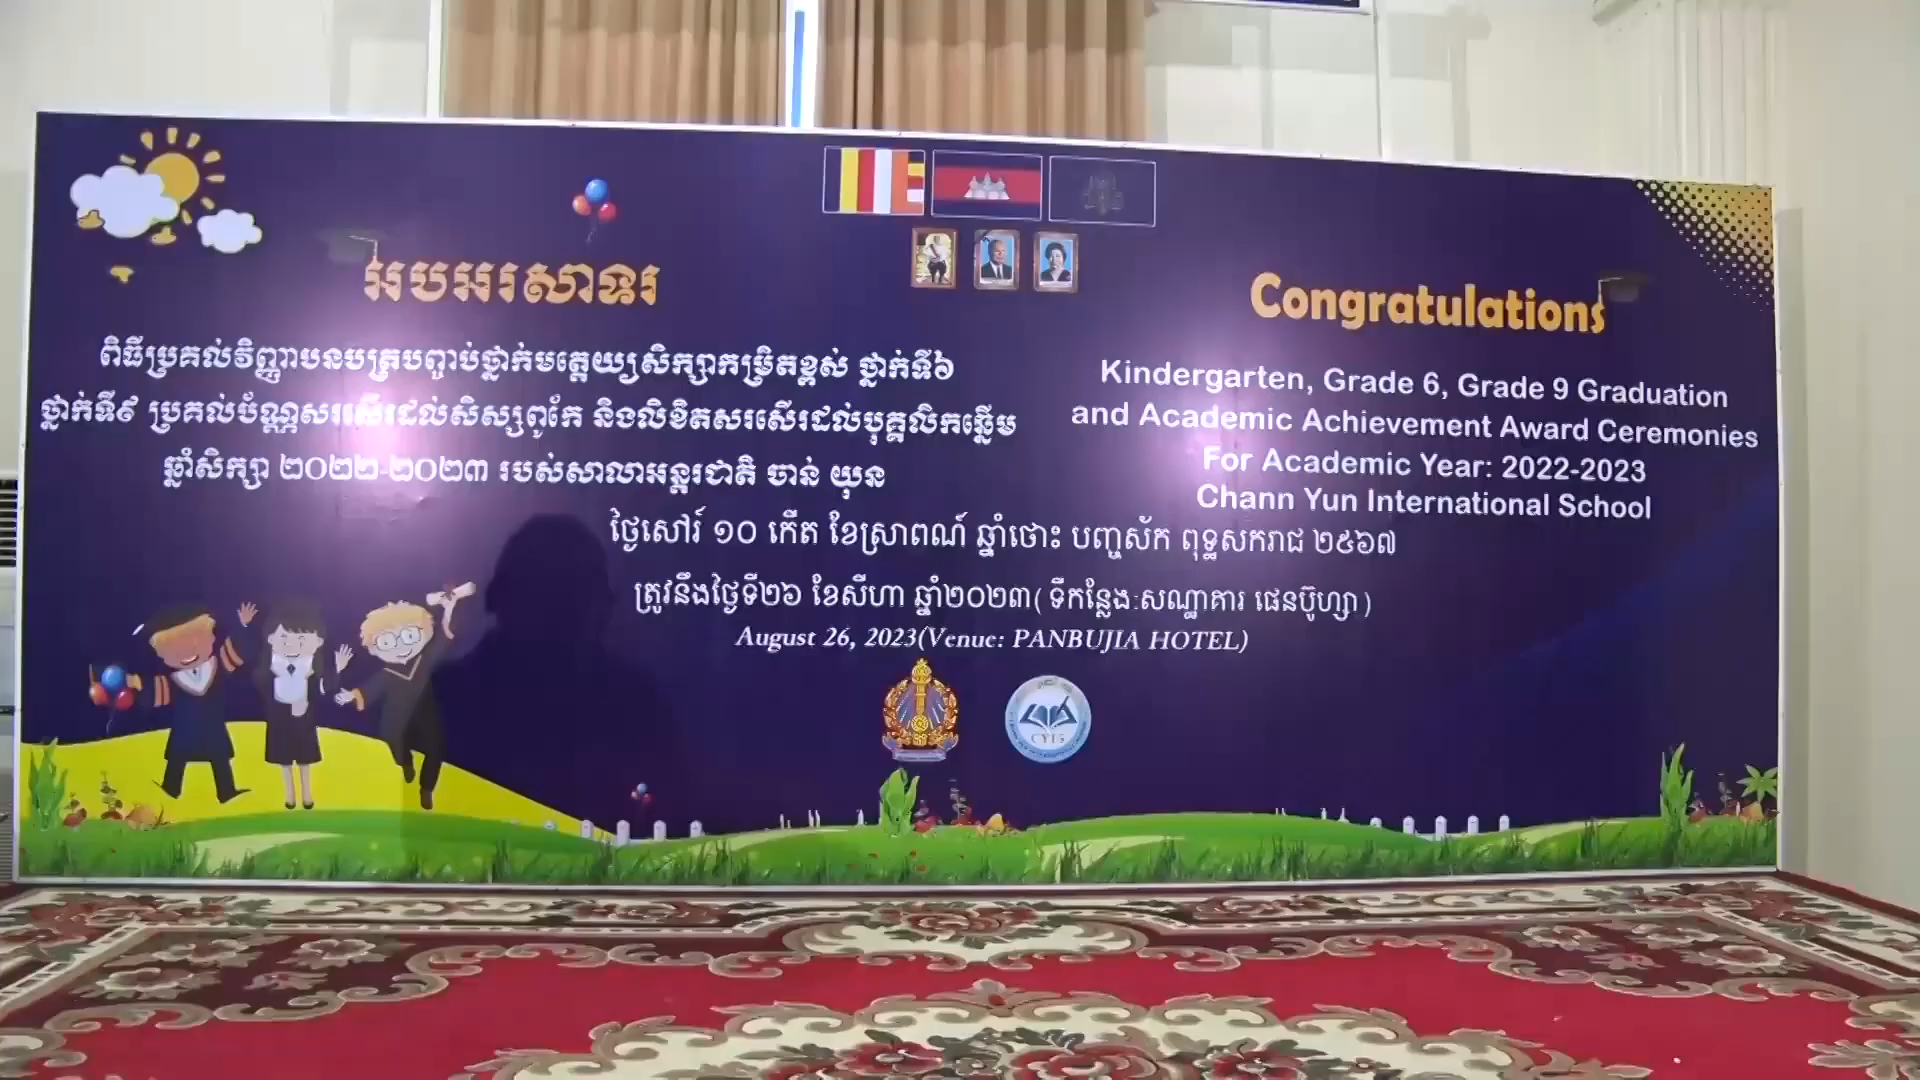 អបអរសាទរ
ពិធីប្រគល់វិញ្ញាបនបត្របញ្ចប់ថ្នាក់មត្តេយ្យសិក្សាកម្រិតខ្ពស់ ថ្នាក់ទី៦
ថ្នាក់ទី៩ ប្រគល់ប័ណ្ណសរសើរដល់សិស្សពូកែ និងលិខិតសរសើរដល់បុគ្គលិកឆ្នើម
ឆ្នាំសិក្សា ២០២២-២០២៣ របស់សាលាអន្តរជាតិ ចាន់ យុន
Congratulations
Kindergarten, Grade 6, Grade 9 Graduation
and Academic Achievement Award Ceremonies
For Academic Year: 2022-2023
Chann Yun International School
ថ្ងៃសៅរ៍ ១០ កើត ខែស្រាពណ៍ ឆ្នាំថោះ បញ្ចស័ក ពុទ្ធសករាជ ២៥៦៧
ត្រូវនឹងថ្ងៃទី២៦ ខែសីហា ឆ្នាំ២០២៣( ទីកន្លែង:សណ្ឋាគារ ផេនប៊ូហ្សា )
August 26, 2023(Venue: PANBUJIA HOTEL)
CYIS